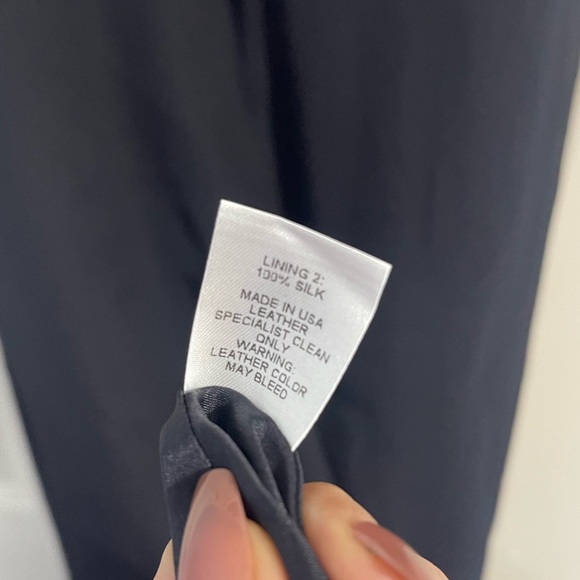 LINING 2:
100% SILK
MADE IN USA
LEATHER
SPECIALIST CLEAN
ONLY
WARNING:
LEATHER COLOR
MAY BLEED